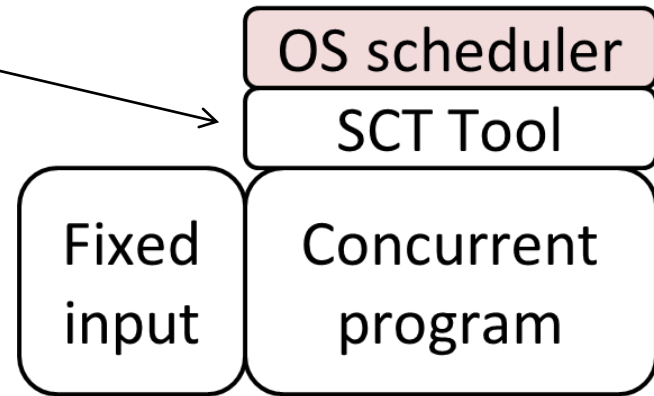 OS scheduler
SCT Tool
Fixed
input
Concurrent
program